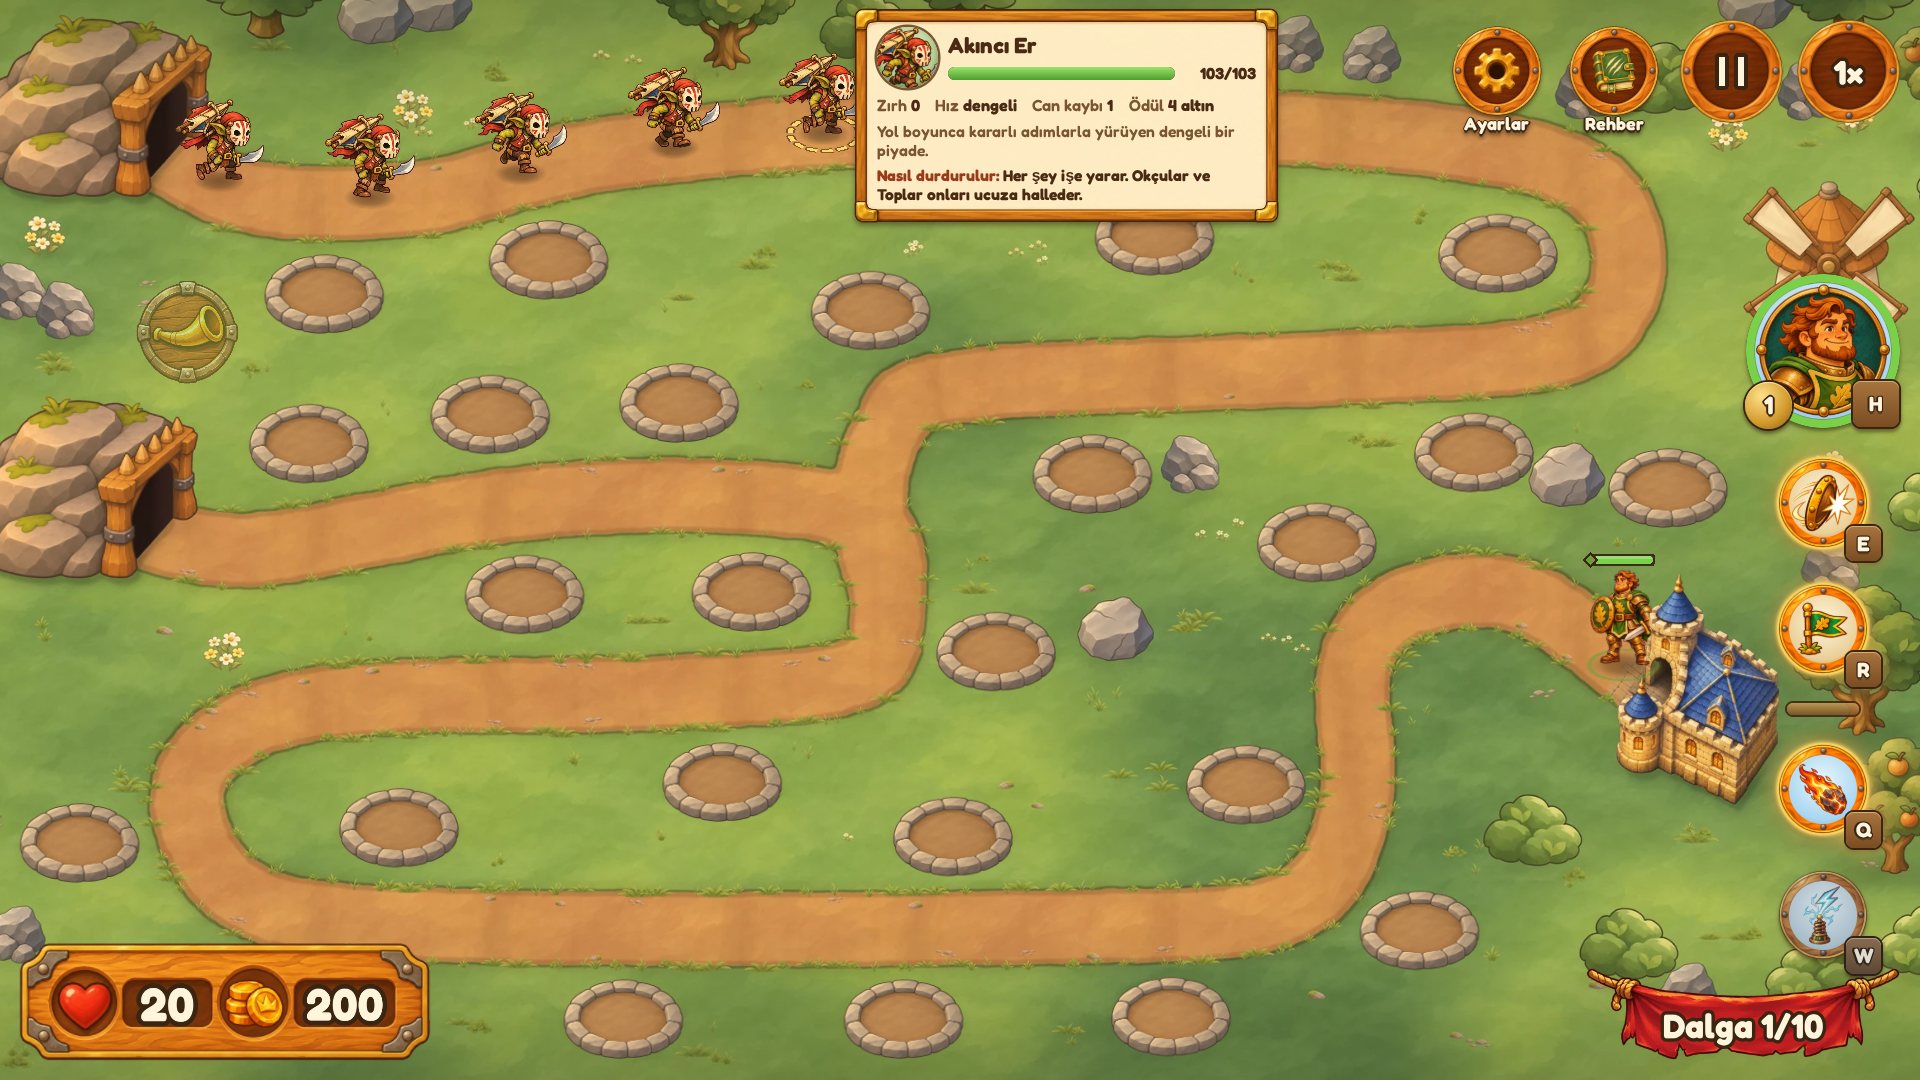 Akıncı Er
103/103
Zırh 0 Hız dengeli Can kaybı 1 Ödül 4 altın
Yol boyunca kararlı adımlarla yürüyen dengeli bir
piyade.
Nasıl durdurulur: Her şey işe yarar. Okçular ve
Toplar onları ucuza halleder.
1x
Ayarlar
Rehber
1
H
E
R
Q
W
20
200
Dalga 1/10